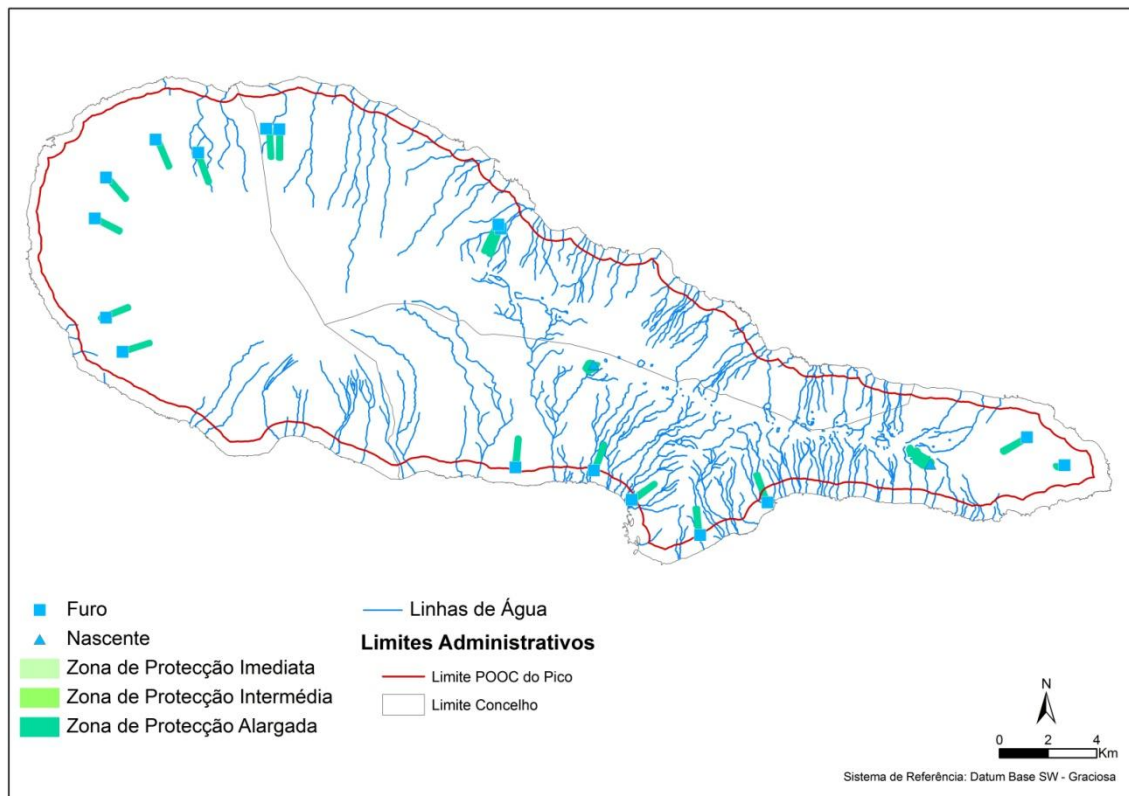 Furo
Nascente
Zona de Protecção Imediata
Zona de Protecção Intermédia
Zona de Protecção Alargada
Linhas de Água
Limites Administrativos
Limite POOC do Pico
Limite Concelho
N
0 2 4
Km
Sistema de Referência: Datum Base SW - Graciosa